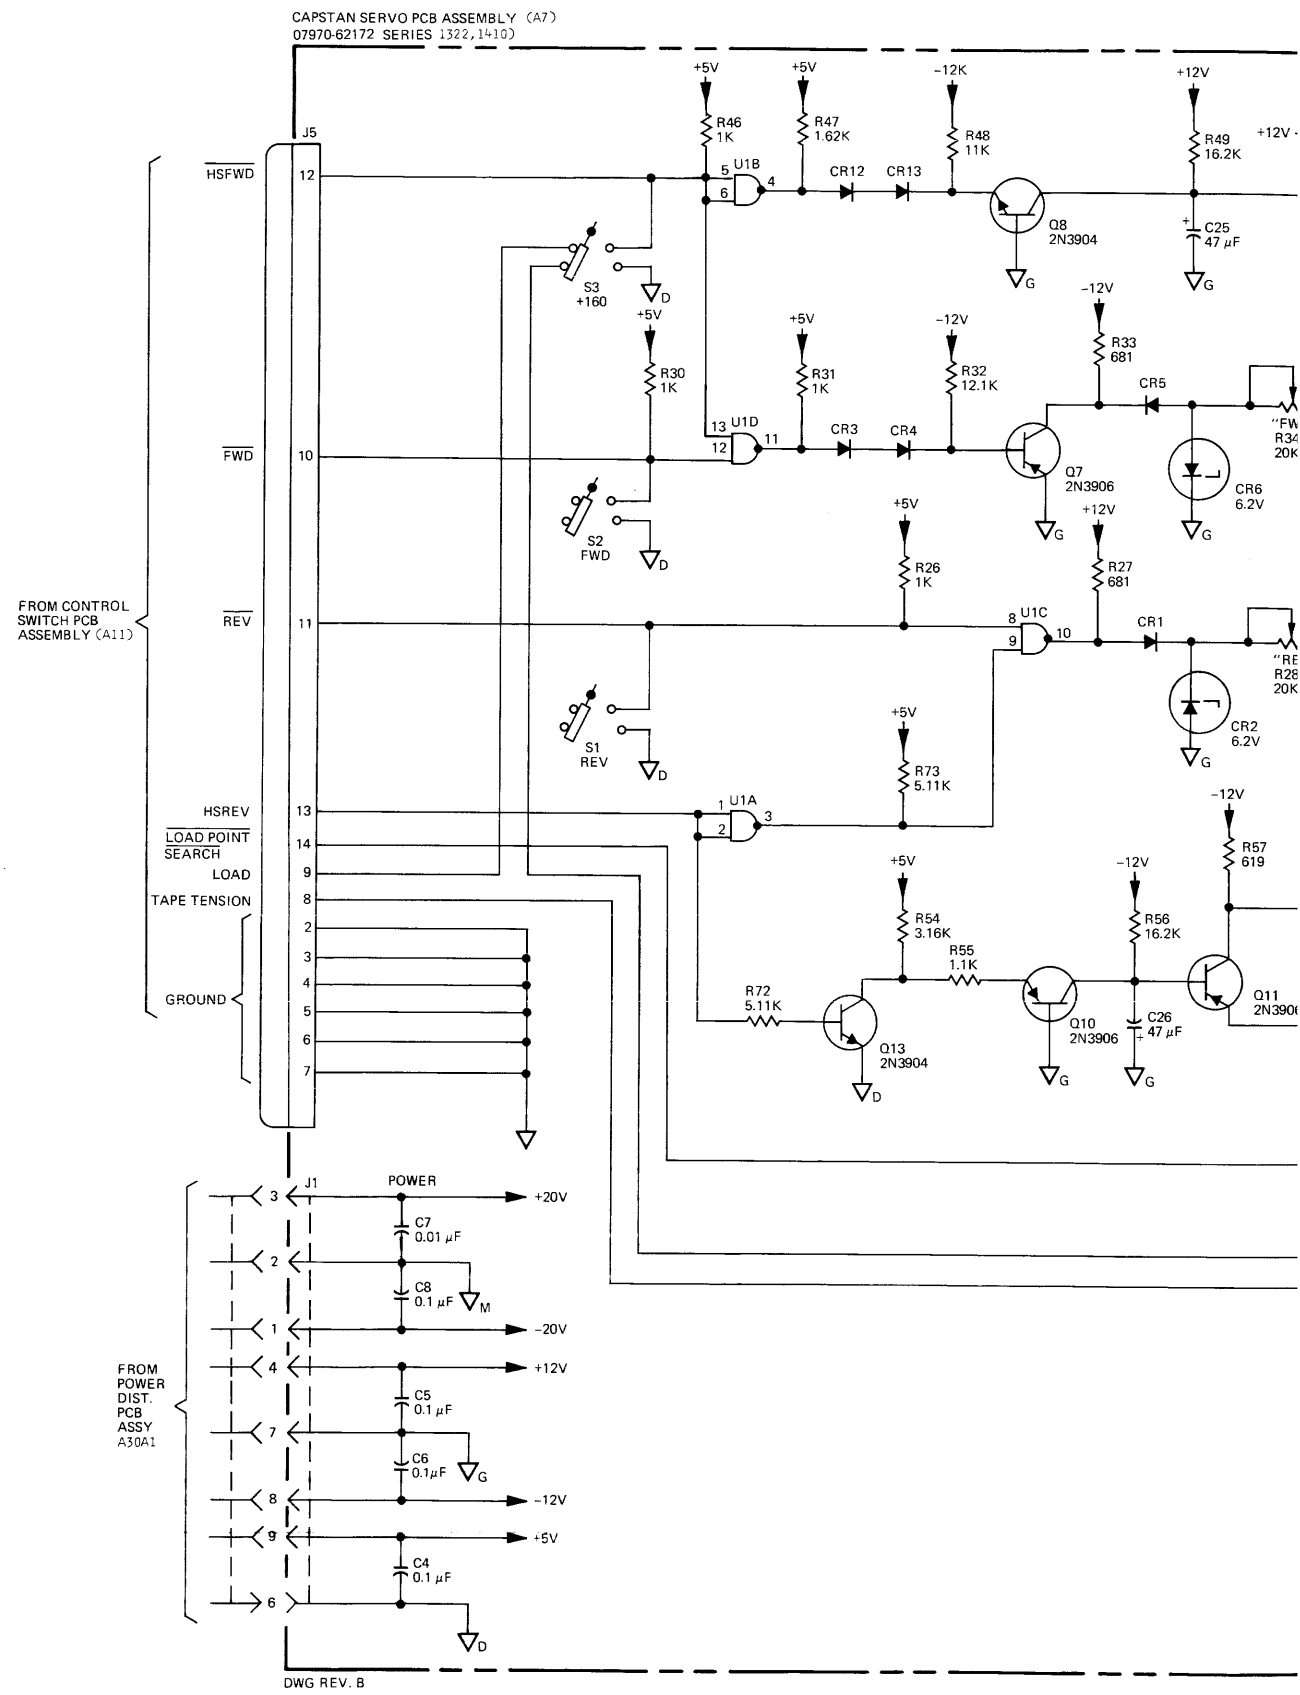 CAPSTAN SERVO PCB ASSEMBLY (A7)
07970-62172 SERIES 1322,1410)
+5V
+5V
−12K
+12V
J5
R46
1K
R47
1.62K
R48
11K
R49
16.2K
+12V
HSFWD
12
5
6
U1B
4
CR12
CR13
Q8
2N3904
+
C25
47 µF
S3
+160
D
G
G
+5V
+5V
−12V
−12V
R33
681
R30
1K
R31
1K
R32
12.1K
CR5
13
12
U1D
11
CR3
CR4
"FW
R34
20K
FWD
10
Q7
2N3906
CR6
6.2V
S2
FWD
D
+5V
+12V
G
G
R26
1K
R27
681
FROM CONTROL
SWITCH PCB
ASSEMBLY (A11)
REV
11
8
9
U1C
10
CR1
"RE
R28
20K
S1
REV
D
+5V
CR2
6.2V
G
R73
5.11K
HSREV
13
1
2
U1A
3
−12V
LOAD POINT
SEARCH
14
R57
619
LOAD
9
+5V
−12V
TAPE TENSION
8
R54
3.16K
R56
16.2K
2
3
R55
1.1K
4
GROUND
5
R72
5.11K
Q11
2N3906
6
Q13
2N3904
Q10
2N3906
C26
47 µF
+
7
D
G
G
J1
POWER
3
+20V
C7
0.01 µF
2
C8
0.1 µF
M
1
−20V
4
+12V
FROM
POWER
DIST.
PCB
ASSY
A30A1
C5
0.1 µF
7
C6
0.1µF
G
8
−12V
9
+5V
C4
0.1 µF
6
D
DWG REV. B